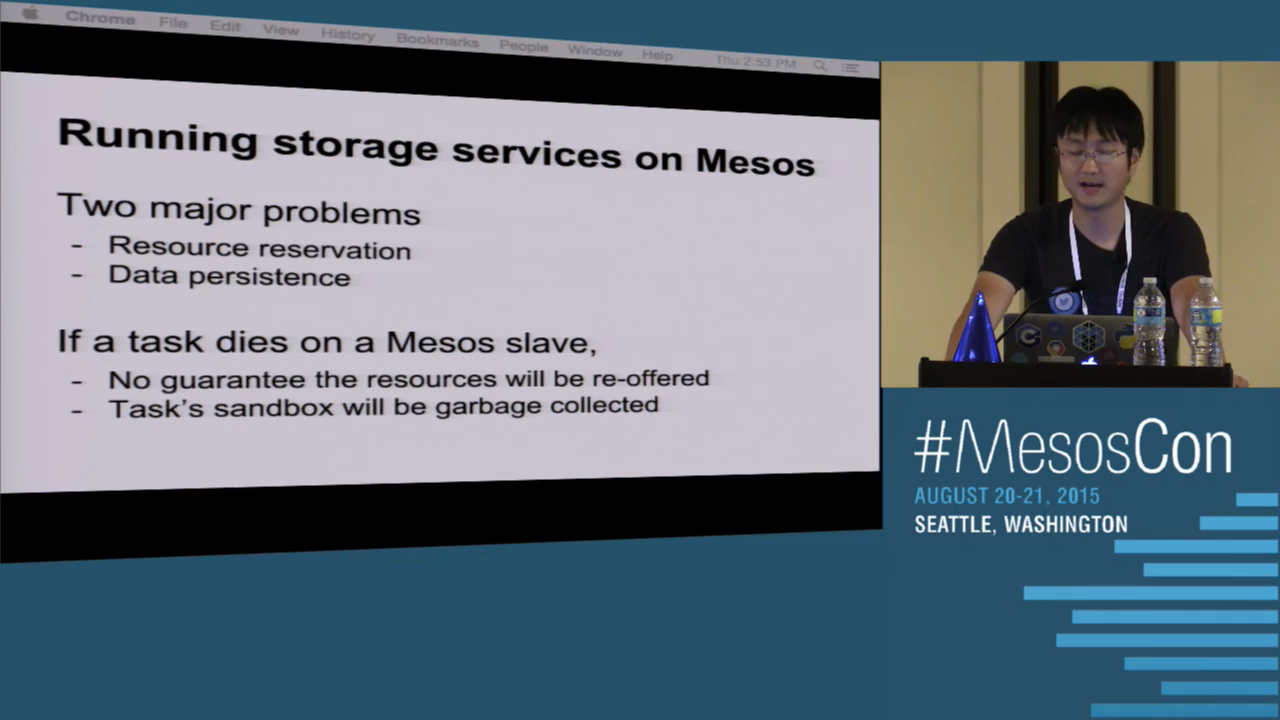 Chrome File Edit View History Bookmarks People Window Help Thu 2:53 PM
Running storage services on Mesos
Two major problems
- Resource reservation
- Data persistence
If a task dies on a Mesos slave,
- No guarantee the resources will be re-offered
- Task's sandbox will be garbage collected
#MesosCon
AUGUST 20-21, 2015
SEATTLE, WASHINGTON